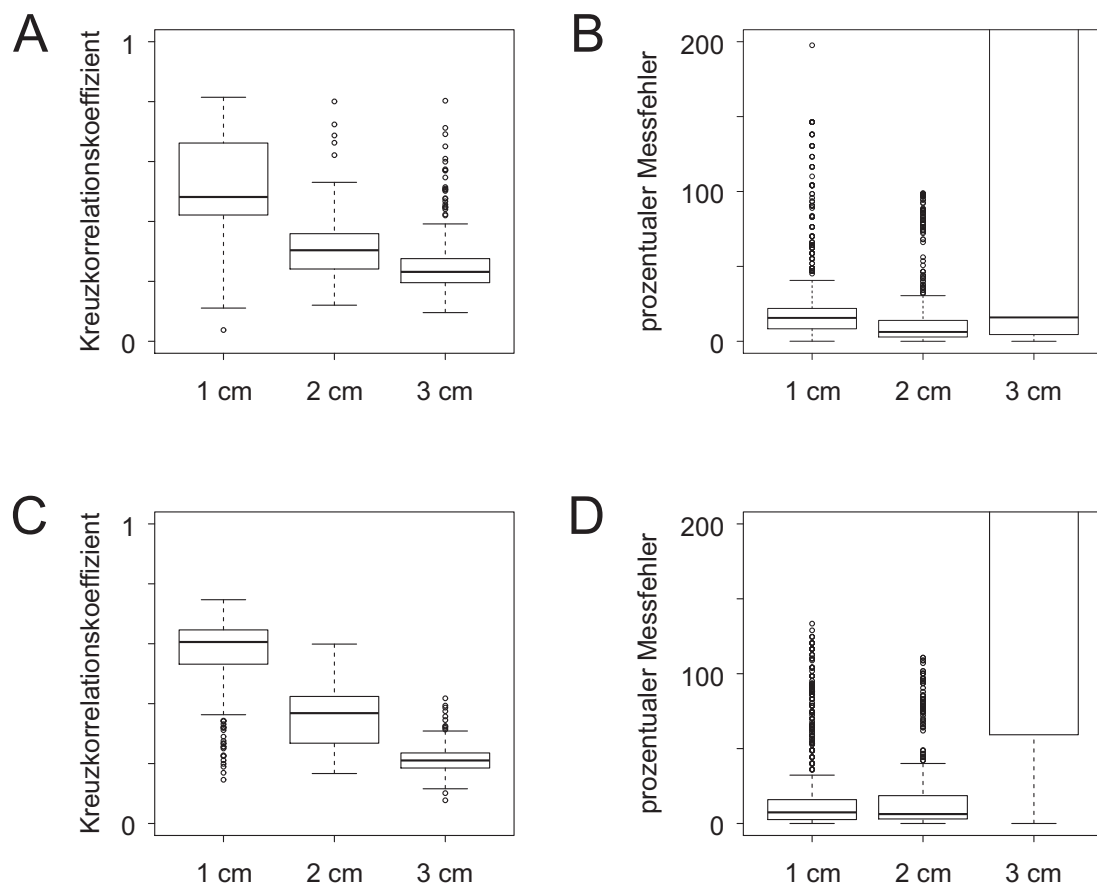 A
Kreuzkorrelationskoeffizient
1
0
1 cm
2 cm
3 cm
B
prozentualer Messfehler
200
100
0
1 cm
2 cm
3 cm
C
Kreuzkorrelationskoeffizient
1
0
1 cm
2 cm
3 cm
D
prozentualer Messfehler
200
100
0
1 cm
2 cm
3 cm